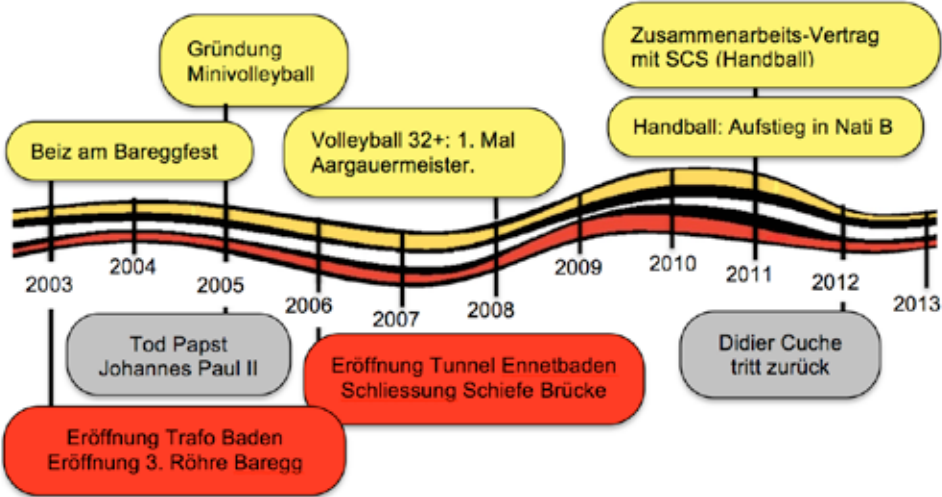 Gründung
Minivolleyball
Zusammenarbeits-Vertrag
mit SCS (Handball)
Beiz am Bareggfest
Volleyball 32+: 1. Mal
Aargauermeister.
Handball: Aufstieg in Nati B
2003
2004
2005
2006
2007
2008
2009
2010
2011
2012
2013
Tod Papst
Johannes Paul II
Eröffnung Tunnel Ennetbaden
Schliessung Schiefe Brücke
Didier Cuche
tritt zurück
Eröffnung Trafo Baden
Eröffnung 3. Röhre Baregg